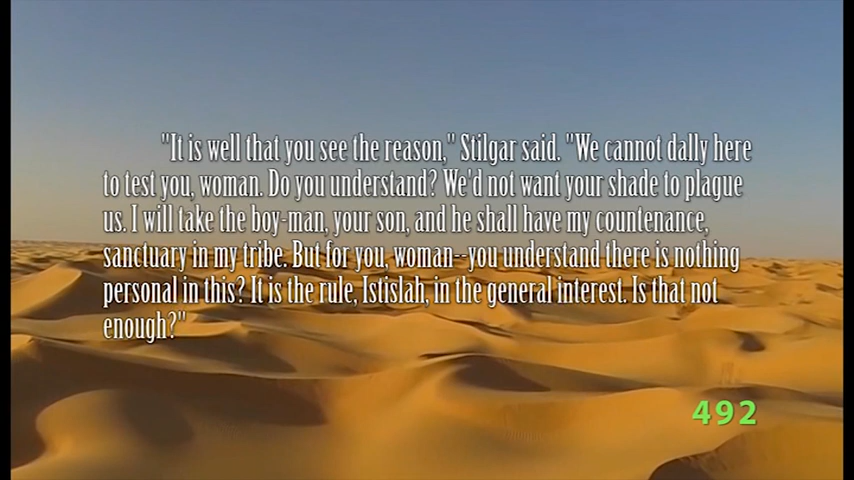 "It is well that you see the reason," Stilgar said. "We cannot dally here
to test you, woman. Do you understand? We'd not want your shade to plague
us. I will take the boy-man, your son, and he shall have my countenance,
sanctuary in my tribe. But for you, woman--you understand there is nothing
personal in this? It is the rule, Istislah, in the general interest. Is that not
enough?"
492